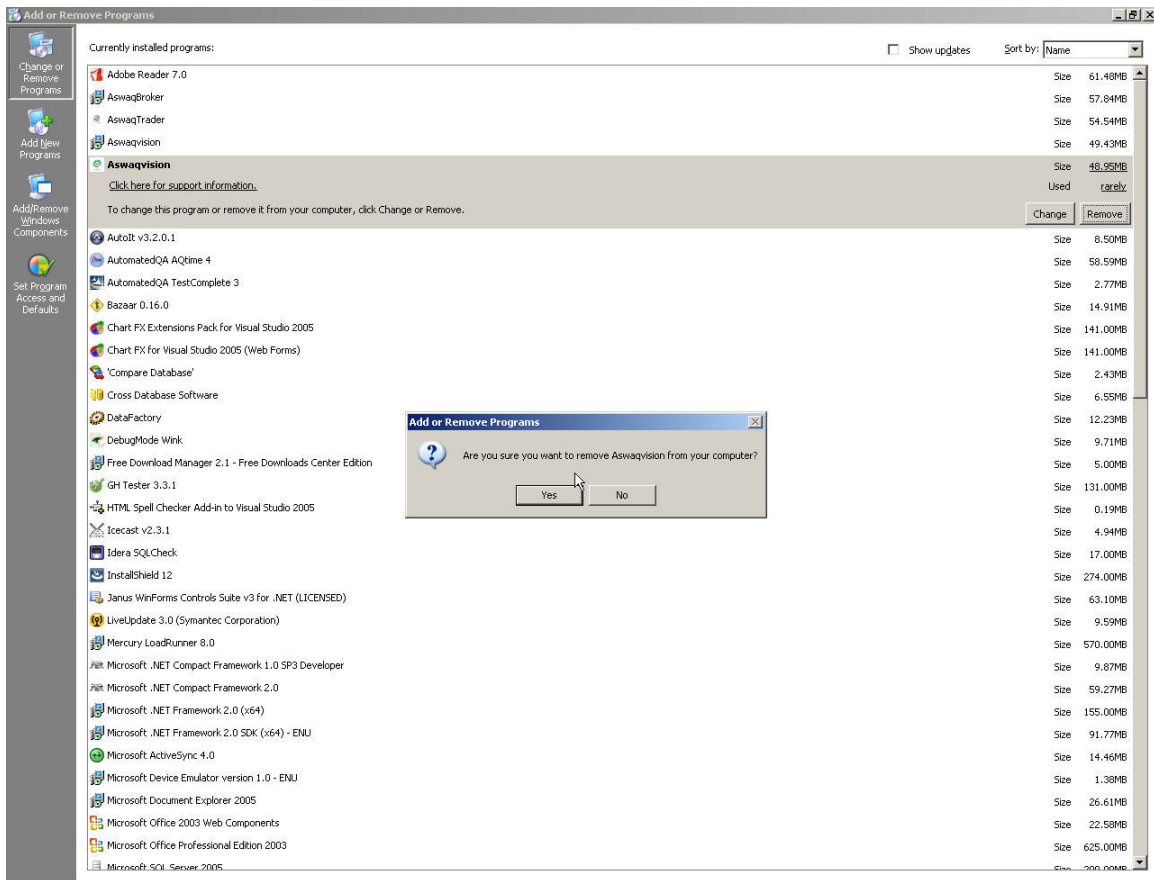 Add or Remove Programs
Change or
Remove
Programs
Add New
Programs
Add/Remove
Windows
Components
Set Program
Access and
Defaults
Currently installed programs:
Show updates
Sort by: Name
Adobe Reader 7.0 Size 61.48MB
AswaqBroker Size 57.84MB
AswaqTrader Size 54.54MB
Aswaqvision Size 49.43MB
Aswaqvision Size 48.95MB
Click here for support information. Used rarely
To change this program or remove it from your computer, click Change or Remove. Change Remove
AutoIt v3.2.0.1 Size 8.50MB
AutomatedQA AQtime 4 Size 58.59MB
AutomatedQA TestComplete 3 Size 2.77MB
Bazaar 0.16.0 Size 14.91MB
Chart FX Extensions Pack for Visual Studio 2005 Size 141.00MB
Chart FX for Visual Studio 2005 (Web Forms) Size 141.00MB
'Compare Database' Size 2.43MB
Cross Database Software Size 6.55MB
DataFactory Size 12.23MB
DebugMode Wink Size 9.71MB
Free Download Manager 2.1 - Free Downloads Center Edition Size 5.00MB
GH Tester 3.3.1 Size 131.00MB
HTML Spell Checker Add-in to Visual Studio 2005 Size 0.19MB
Icecast v2.3.1 Size 4.94MB
Idera SQLCheck Size 17.00MB
InstallShield 12 Size 274.00MB
Janus WinForms Controls Suite v3 for .NET (LICENSED) Size 63.10MB
LiveUpdate 3.0 (Symantec Corporation) Size 9.59MB
Mercury LoadRunner 8.0 Size 570.00MB
Microsoft .NET Compact Framework 1.0 SP3 Developer Size 9.87MB
Microsoft .NET Compact Framework 2.0 Size 59.27MB
Microsoft .NET Framework 2.0 (x64) Size 155.00MB
Microsoft .NET Framework 2.0 SDK (x64) - ENU Size 91.77MB
Microsoft ActiveSync 4.0 Size 14.46MB
Microsoft Device Emulator version 1.0 - ENU Size 1.38MB
Microsoft Document Explorer 2005 Size 26.61MB
Microsoft Office 2003 Web Components Size 22.58MB
Microsoft Office Professional Edition 2003 Size 625.00MB
Microsoft SQL Server 2005 Size 200.00MB
Add or Remove Programs
Are you sure you want to remove Aswaqvision from your computer?
Yes No